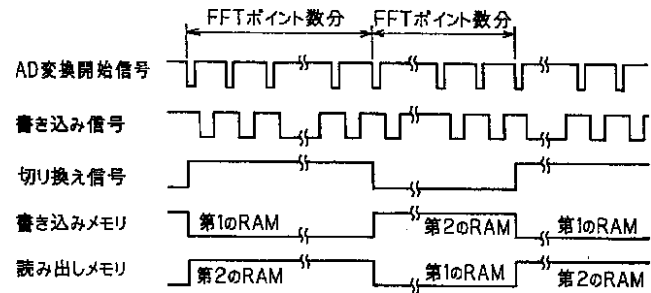 FFTポイント数分 FFTポイント数分
AD変換開始信号
書き込み信号
切り換え信号
書き込みメモリ 第1のRAM 第2のRAM 第1のRAM
読み出しメモリ 第2のRAM 第1のRAM 第2のRAM